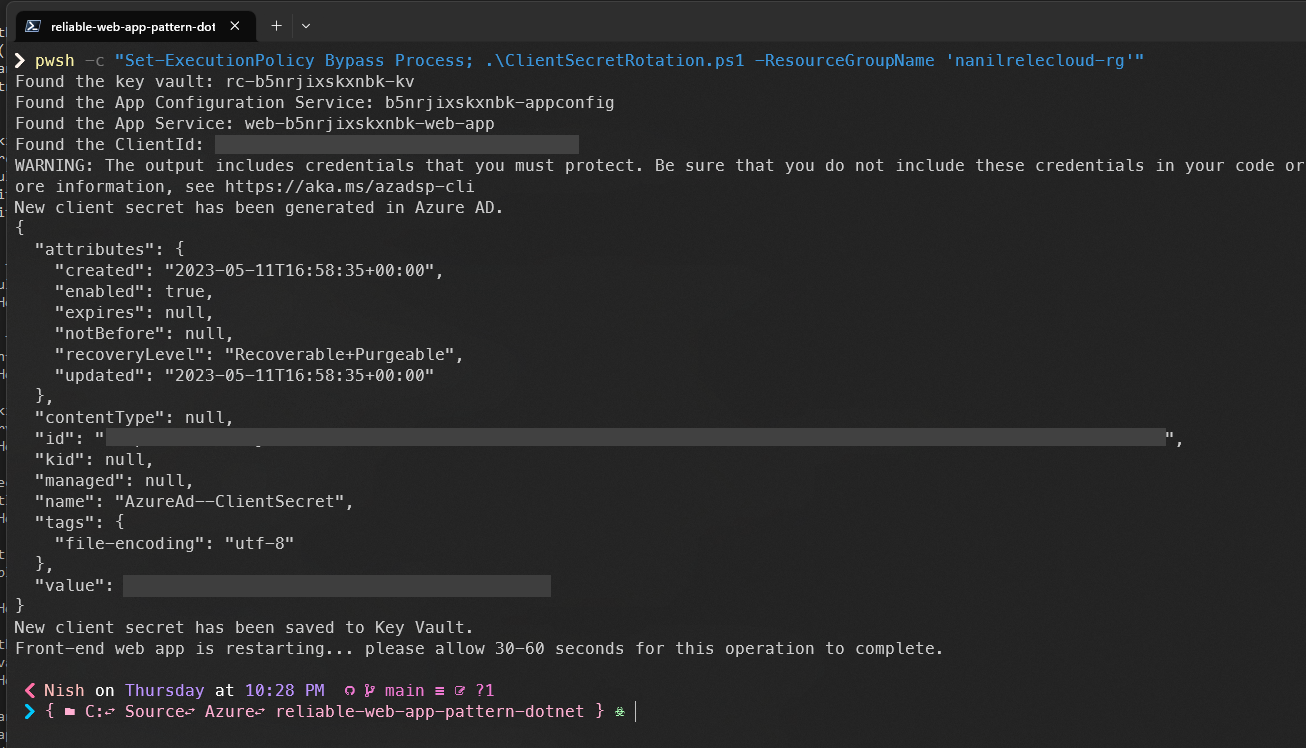 reliable-web-app-pattern-dot
pwsh -c "Set-ExecutionPolicy Bypass Process; .\ClientSecretRotation.ps1 -ResourceGroupName 'nanilrelecloud-rg'"
Found the key vault: rc-b5nrjixskxnbk-kv
Found the App Configuration Service: b5nrjixskxnbk-appconfig
Found the App Service: web-b5nrjixskxnbk-web-app
Found the ClientId:
WARNING: The output includes credentials that you must protect. Be sure that you do not include these credentials in your code or
ore information, see https://aka.ms/azadsp-cli
New client secret has been generated in Azure AD.
{
  "attributes": {
    "created": "2023-05-11T16:58:35+00:00",
    "enabled": true,
    "expires": null,
    "notBefore": null,
    "recoveryLevel": "Recoverable+Purgeable",
    "updated": "2023-05-11T16:58:35+00:00"
  },
  "contentType": null,
  "id": "",
  "kid": null,
  "managed": null,
  "name": "AzureAd--ClientSecret",
  "tags": {
    "file-encoding": "utf-8"
  },
  "value":
}
New client secret has been saved to Key Vault.
Front-end web app is restarting... please allow 30-60 seconds for this operation to complete.
Nish on Thursday at 10:28 PM main ≡ ?1
{ C: Source Azure reliable-web-app-pattern-dotnet }